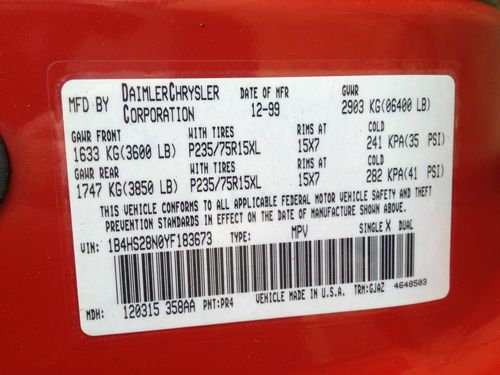 MFD BY DAIMLERCHRYSLER CORPORATION DATE OF MFR 12-99 GVWR 2903 KG(06400 LB)
GAWR FRONT WITH TIRES RIMS AT COLD
1633 KG(3600 LB) P235/75R15XL 15X7 241 KPA(35 PSI)
GAWR REAR WITH TIRES RIMS AT COLD
1747 KG(3850 LB) P235/75R15XL 15X7 282 KPA(41 PSI)
THIS VEHICLE CONFORMS TO ALL APPLICABLE FEDERAL MOTOR VEHICLE SAFETY AND THEFT
PREVENTION STANDARDS IN EFFECT ON THE DATE OF MANUFACTURE SHOWN ABOVE.
VIN: 1B4HS28N0YF183673 TYPE: MPV SINGLE X DUAL
MDH: 120315 358AA PNT:PR4 VEHICLE MADE IN U.S.A. TRM:GJAZ 4648503